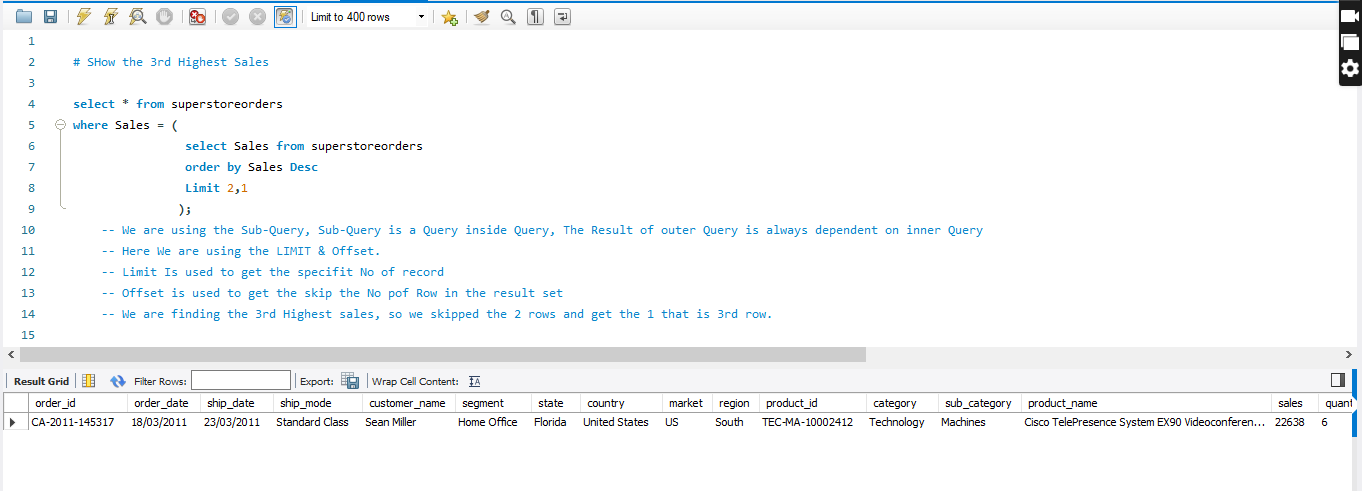 Limit to 400 rows
1
2 # SHow the 3rd Highest Sales
3
4 select * from superstoreorders
5 where Sales = (
6 select Sales from superstoreorders
7 order by Sales Desc
8 Limit 2,1
9 );
10 -- We are using the Sub-Query, Sub-Query is a Query inside Query, The Result of outer Query is always dependent on inner Query
11 -- Here We are using the LIMIT & Offset.
12 -- Limit Is used to get the specifit No of record
13 -- Offset is used to get the skip the No pof Row in the result set
14 -- We are finding the 3rd Highest sales, so we skipped the 2 rows and get the 1 that is 3rd row.
15
Result Grid Filter Rows: Export: Wrap Cell Content: IA
order_id order_date ship_date ship_mode customer_name segment state country market region product_id category sub_category product_name sales quant
CA-2011-145317 18/03/2011 23/03/2011 Standard Class Sean Miller Home Office Florida United States US South TEC-MA-10002412 Technology Machines Cisco TelePresence System EX90 Videoconferen... 22638 6